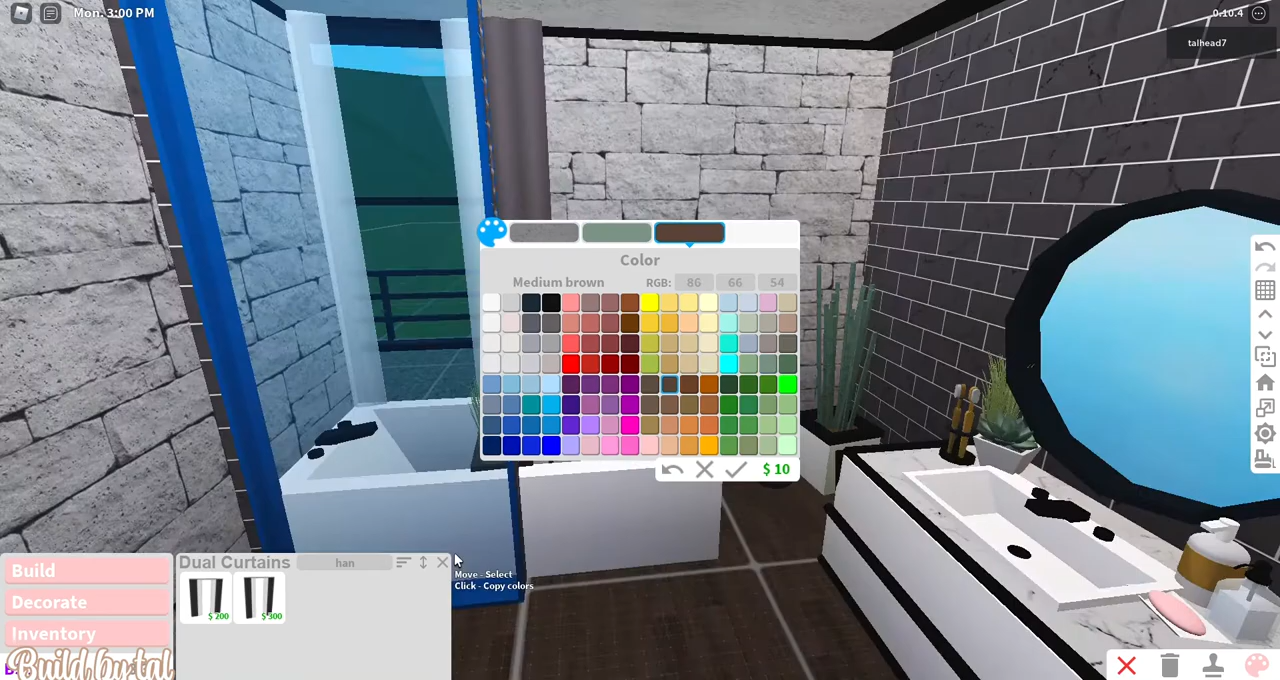 Mon. 3:00 PM
0.10.4
talhead7
Color
Medium brown
RGB: 86 66 54
$ 10
Dual Curtains
han
$ 200
$ 300
Move - Select
Click - Copy colors
Build
Decorate
Inventory
Build by tal